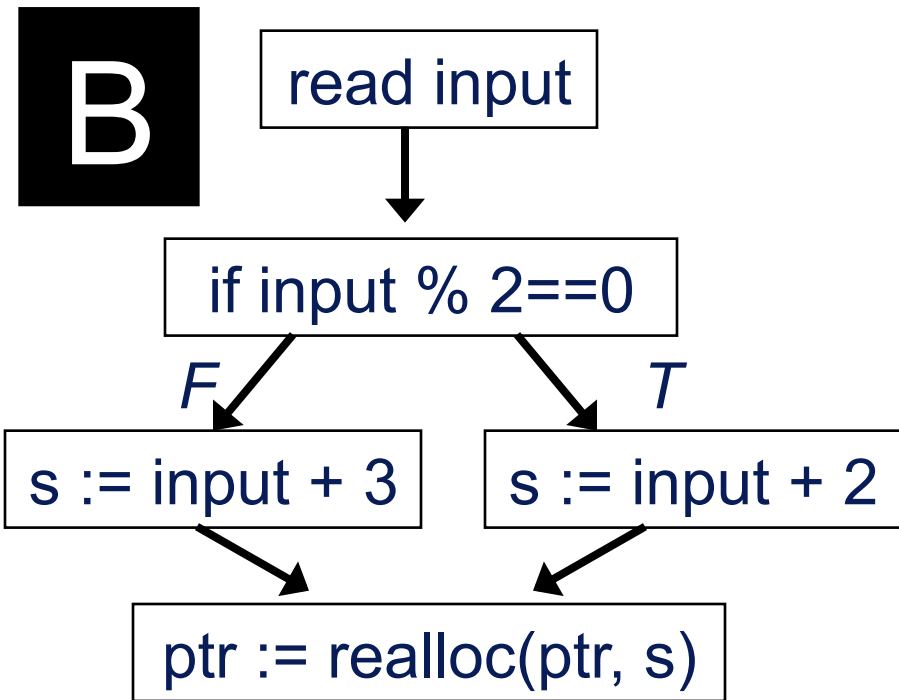 B
read input
if input % 2==0
F
T
s := input + 3
s := input + 2
ptr := realloc(ptr, s)